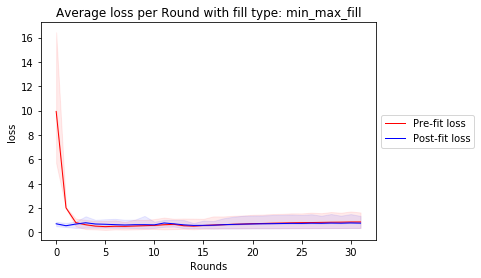 Average loss per Round with fill type: min_max_fill
16
14
12
10
8
6
4
2
0
loss
0 5 10 15 20 25 30
Rounds
Pre-fit loss
Post-fit loss